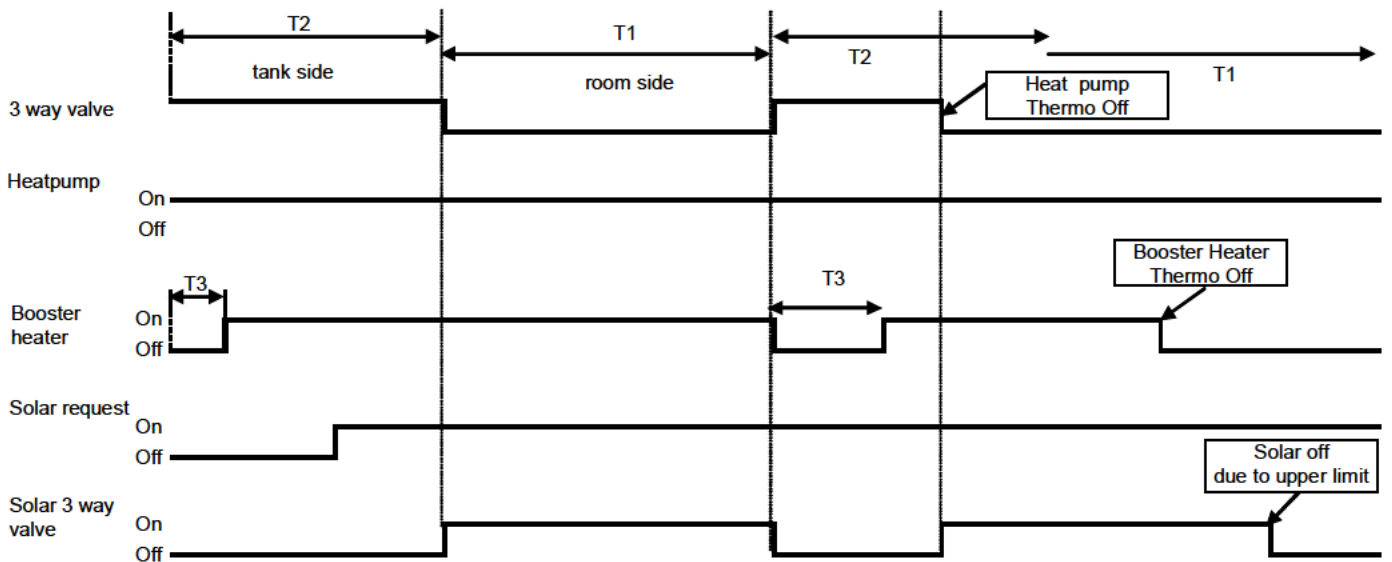 T2
T1
T2
T1
tank side
room side
Heat pump
Thermo Off
3 way valve
Heatpump
On
Off
Booster Heater
Thermo Off
T3
T3
Booster
heater
On
Off
Solar request
On
Off
Solar off
due to upper limit
Solar 3 way
valve
On
Off